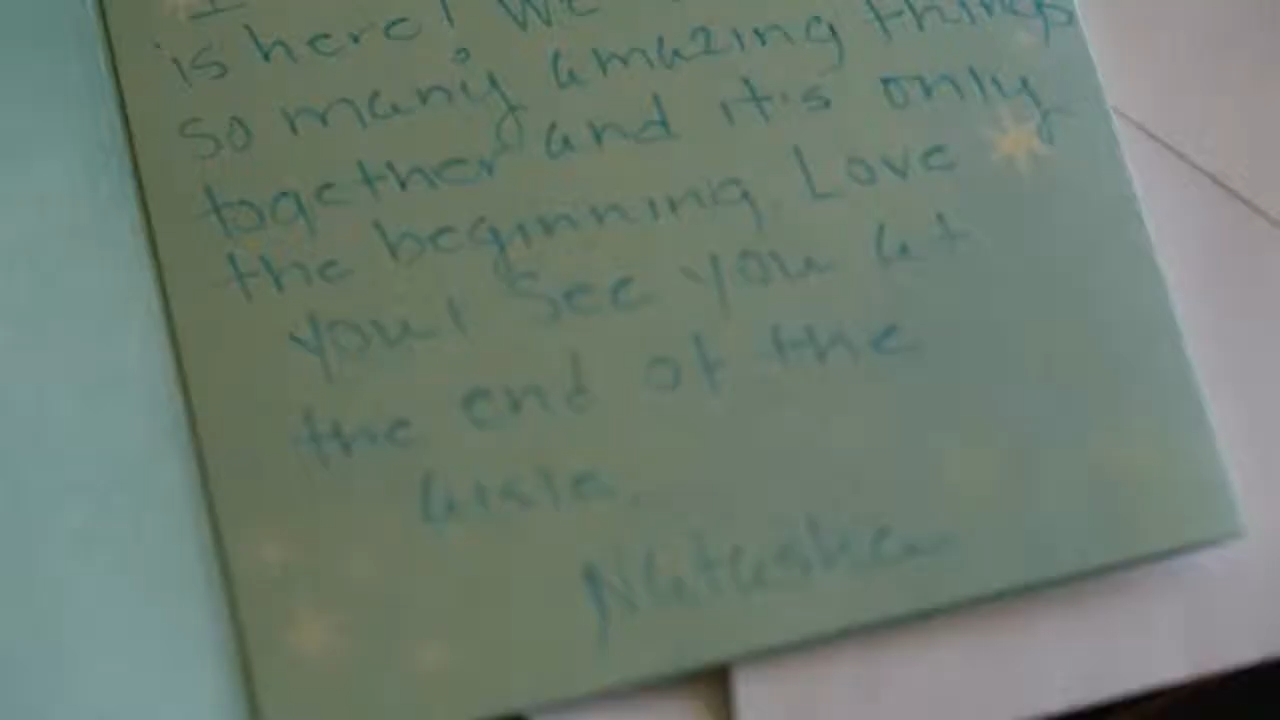 I
is here! We
so many amazing things
together and it's only
the beginning. Love
you! See you at
the end of the
aisle.
Natasha